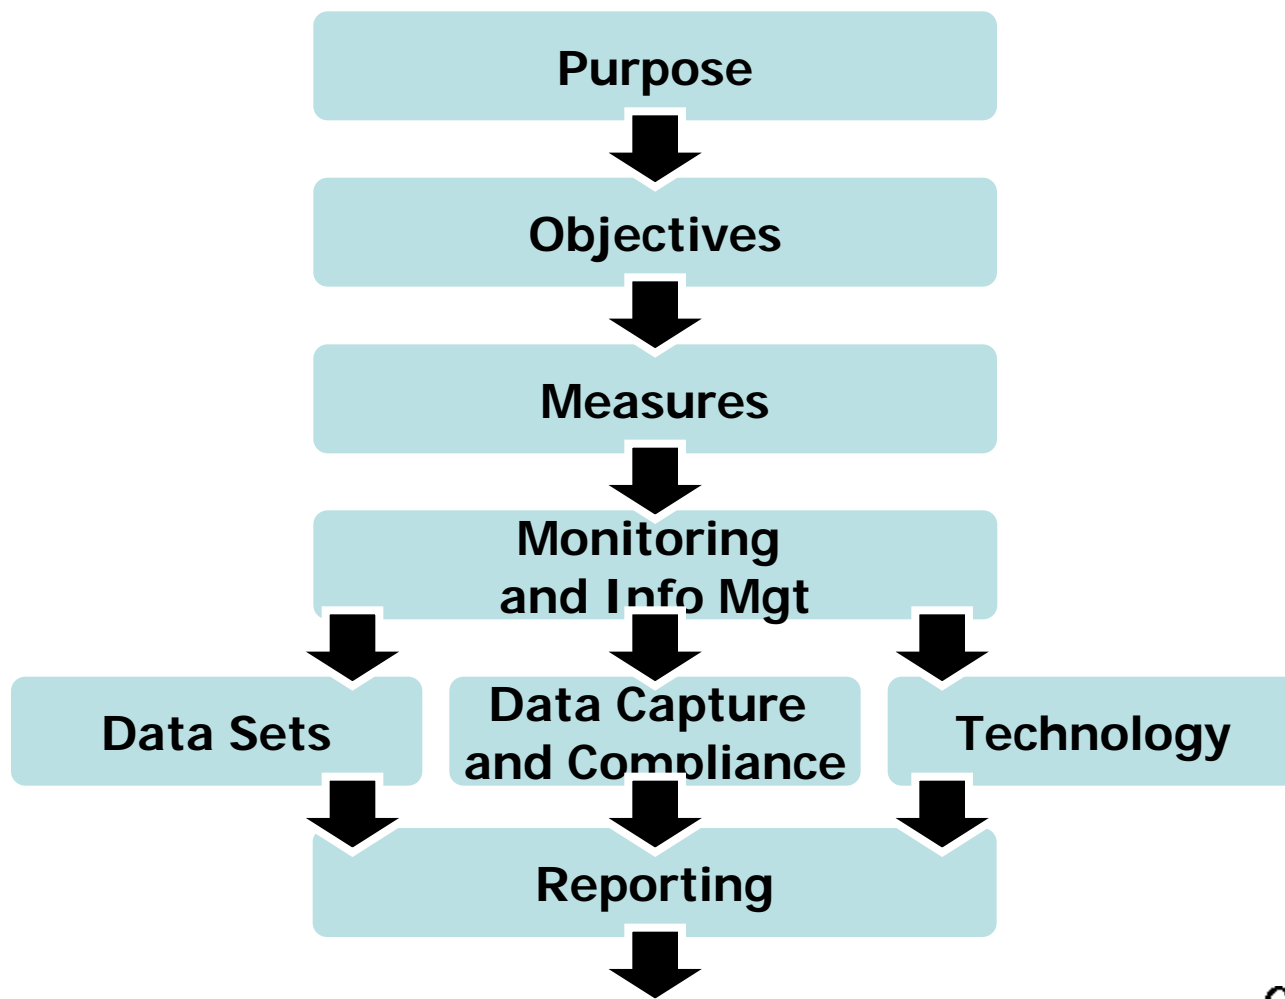 Purpose
Objectives
Measures
Monitoring
and Info Mgt
Data Sets
Data Capture
and Compliance
Technology
Reporting